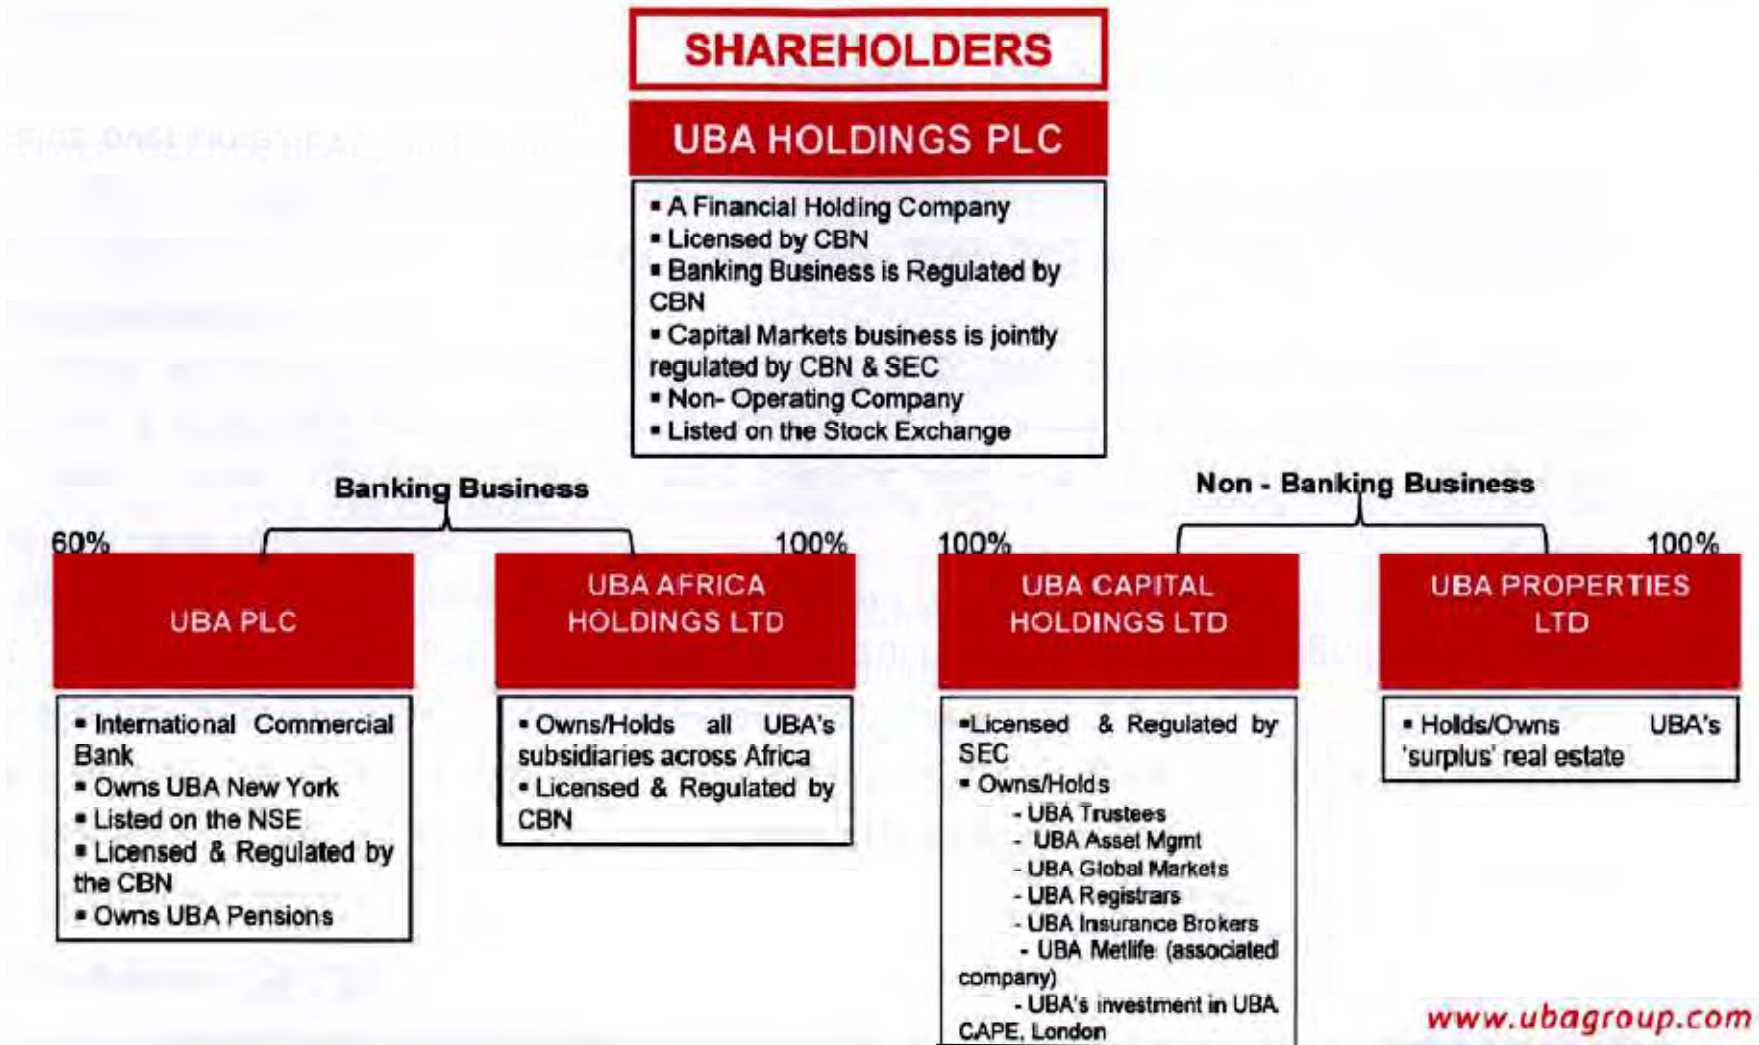 SHAREHOLDERS
UBA HOLDINGS PLC
▪ A Financial Holding Company
▪ Licensed by CBN
▪ Banking Business is Regulated by
CBN
▪ Capital Markets business is jointly
regulated by CBN & SEC
▪ Non- Operating Company
▪ Listed on the Stock Exchange
Banking Business
60%
100%
UBA PLC
▪ International Commercial
Bank
▪ Owns UBA New York
▪ Listed on the NSE
▪ Licensed & Regulated by
the CBN
▪ Owns UBA Pensions
UBA AFRICA
HOLDINGS LTD
▪ Owns/Holds all UBA's
subsidiaries across Africa
▪ Licensed & Regulated by
CBN
Non - Banking Business
100%
100%
UBA CAPITAL
HOLDINGS LTD
▪Licensed & Regulated by
SEC
▪ Owns/Holds
- UBA Trustees
- UBA Asset Mgmt
- UBA Global Markets
- UBA Registrars
- UBA Insurance Brokers
- UBA Metlife (associated
company)
- UBA's investment in UBA
CAPE, London
UBA PROPERTIES
LTD
▪ Holds/Owns UBA's
'surplus' real estate
www.ubagroup.com